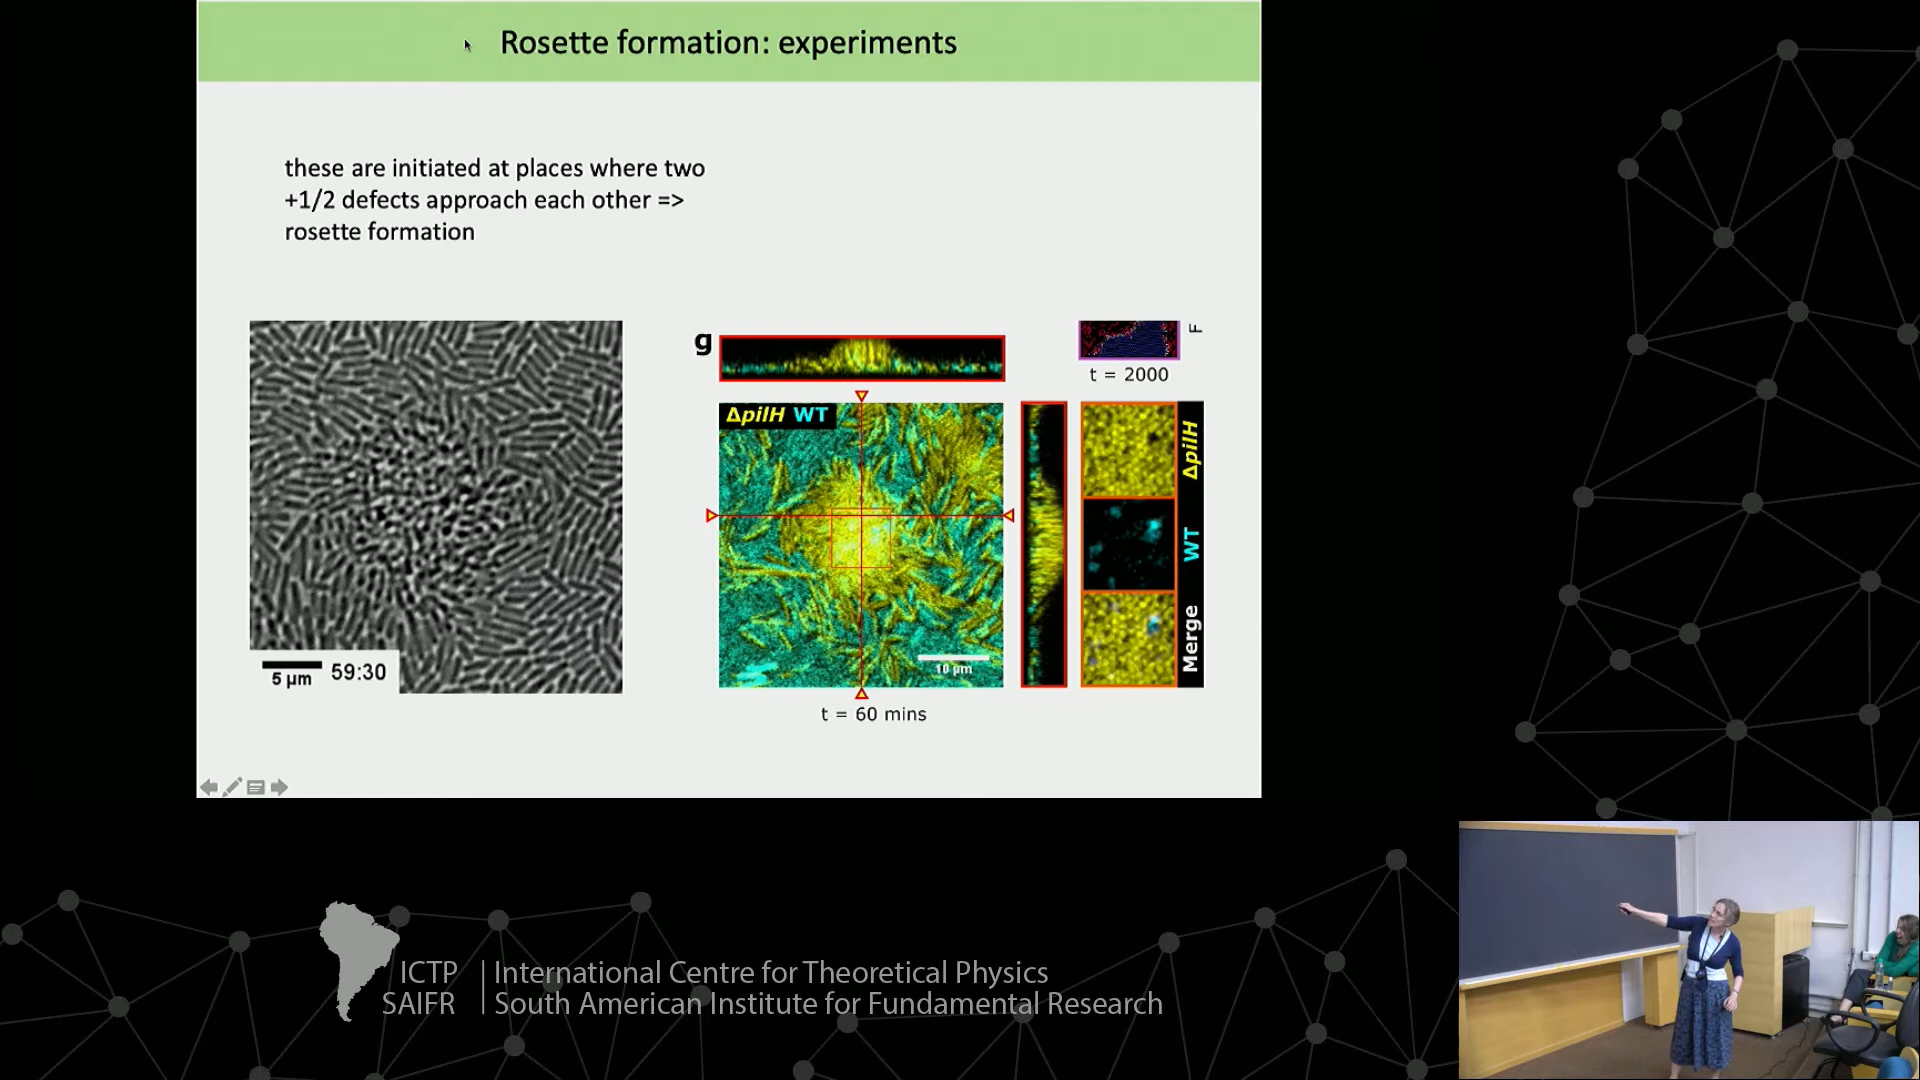 Rosette formation: experiments
these are initiated at places where two
+1/2 defects approach each other =>
rosette formation
5 μm 59:30
g
ΔpilH WT
10 μm
t = 60 mins
F
t = 2000
ΔpilH
WT
Merge
ICTP
SAIFR
International Centre for Theoretical Physics
South American Institute for Fundamental Research